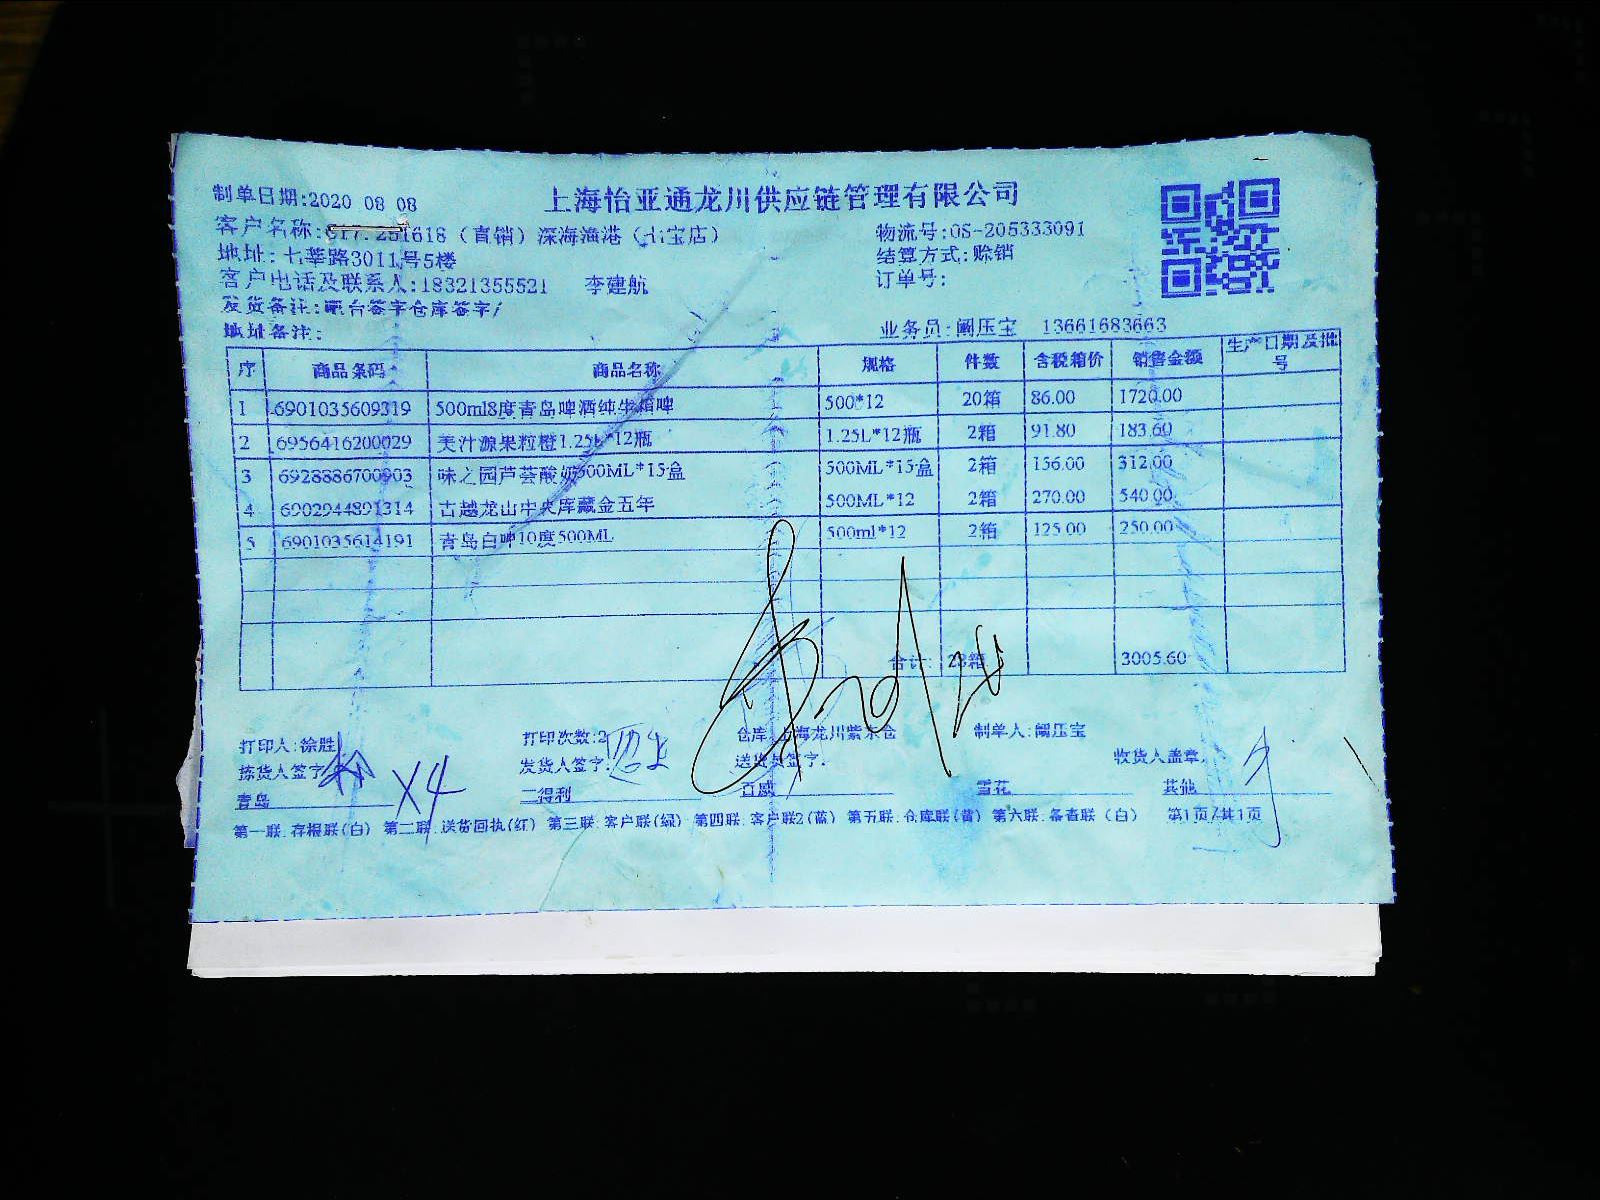 上海怡亚通龙川供应链管理有限公司
制单日期:2020 08 08
客户名称: 617.251618（直销）深海渔港（七宝店） 物流号:OS-205333091
地址: 七莘路3011号5楼 结算方式:赊销
客户电话及联系人:18321355521 李建航 订单号:
发货备注:吧台签字仓库签字/
地址备注: 业务员:阚压宝 13661683663
序 商品条码 商品名称 规格 件数 含税箱价 销售金额 生产日期及批号
1 6901035609319 500ml8度青岛啤酒纯生箱啤 500*12 20箱 86.00 1720.00
2 6956416200029 美汁源果粒橙1.25L*12瓶 1.25L*12瓶 2箱 91.80 183.60
3 6928886700903 味之园芦荟酸奶500ML*15盒 500ML*15盒 2箱 156.00 312.00
4 6902944891314 古越龙山中央库藏金五年 500ML*12 2箱 270.00 540.00
5 6901035614191 青岛白啤10度500ML 500ml*12 2箱 125.00 250.00
合计: 28箱 3005.60
打印人:徐胜 打印次数:2 仓库:上海龙川紫东仓 制单人:阚压宝
拣货人签字: 发货人签字: 送货员签字: 收货人盖章:
青岛 X4 三得利 百威 雪花 其他
第一联:存根联(白) 第二联:送货回执(红) 第三联:客户联(绿) 第四联:客户联2(蓝) 第五联:仓库联(黄) 第六联:备查联（白） 第1页/共1页